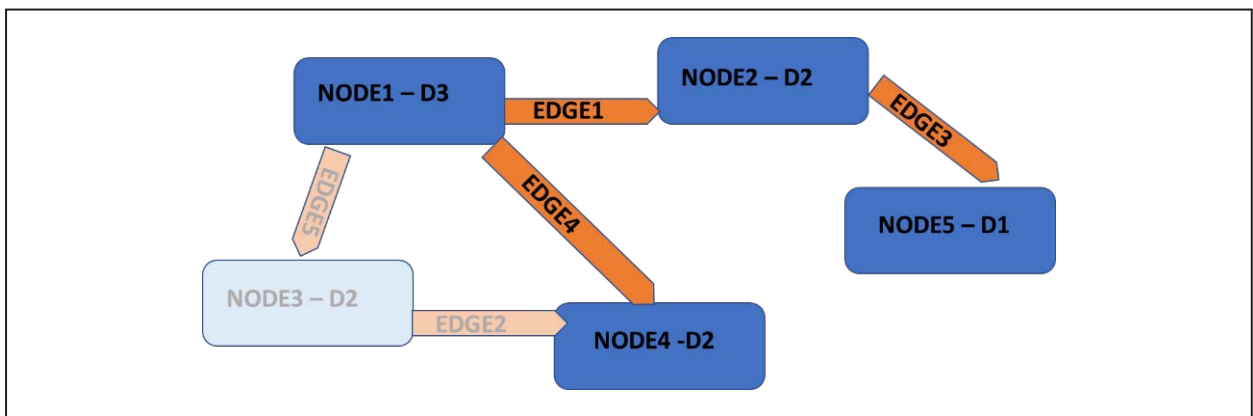 NODE1 – D3
EDGE1
NODE2 – D2
EDGE3
NODE5 – D1
EDGE5
EDGE4
NODE3 – D2
EDGE2
NODE4 -D2